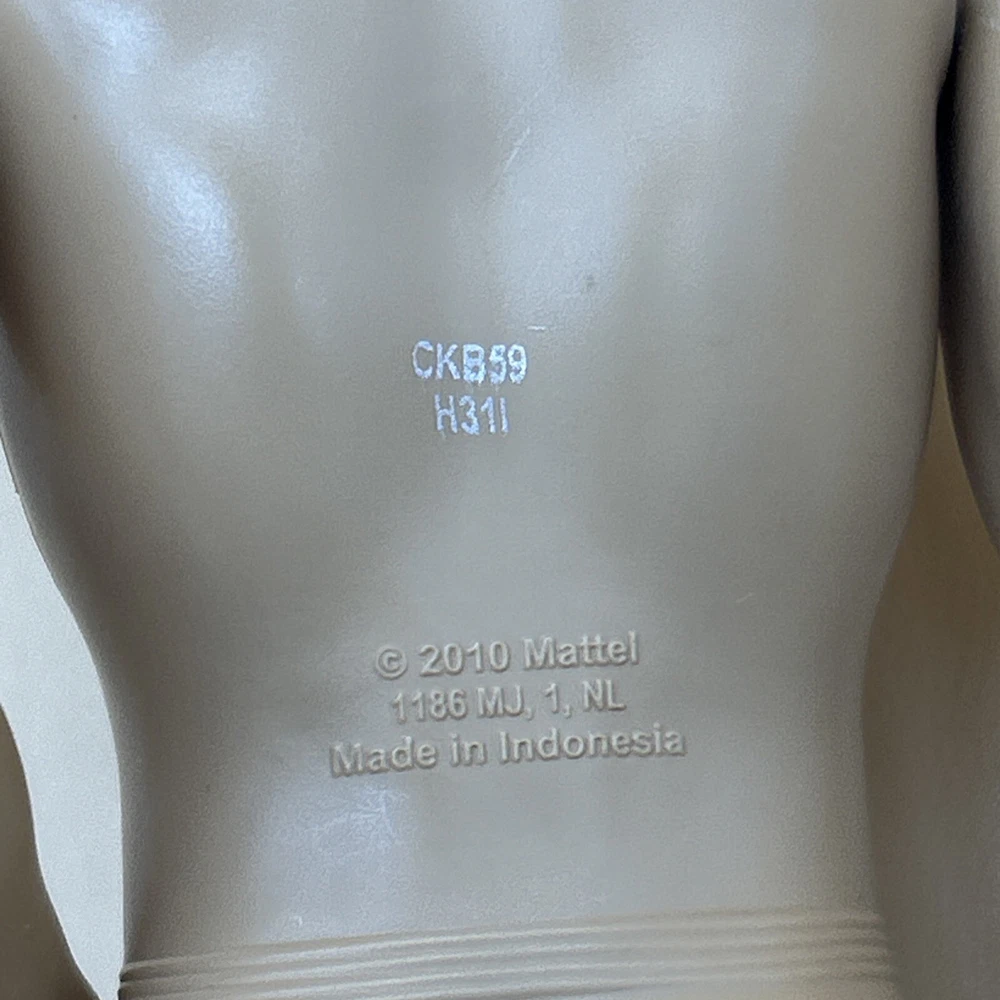 CKB59
H31I
© 2010 Mattel
1186 MJ, 1, NL
Made in Indonesia